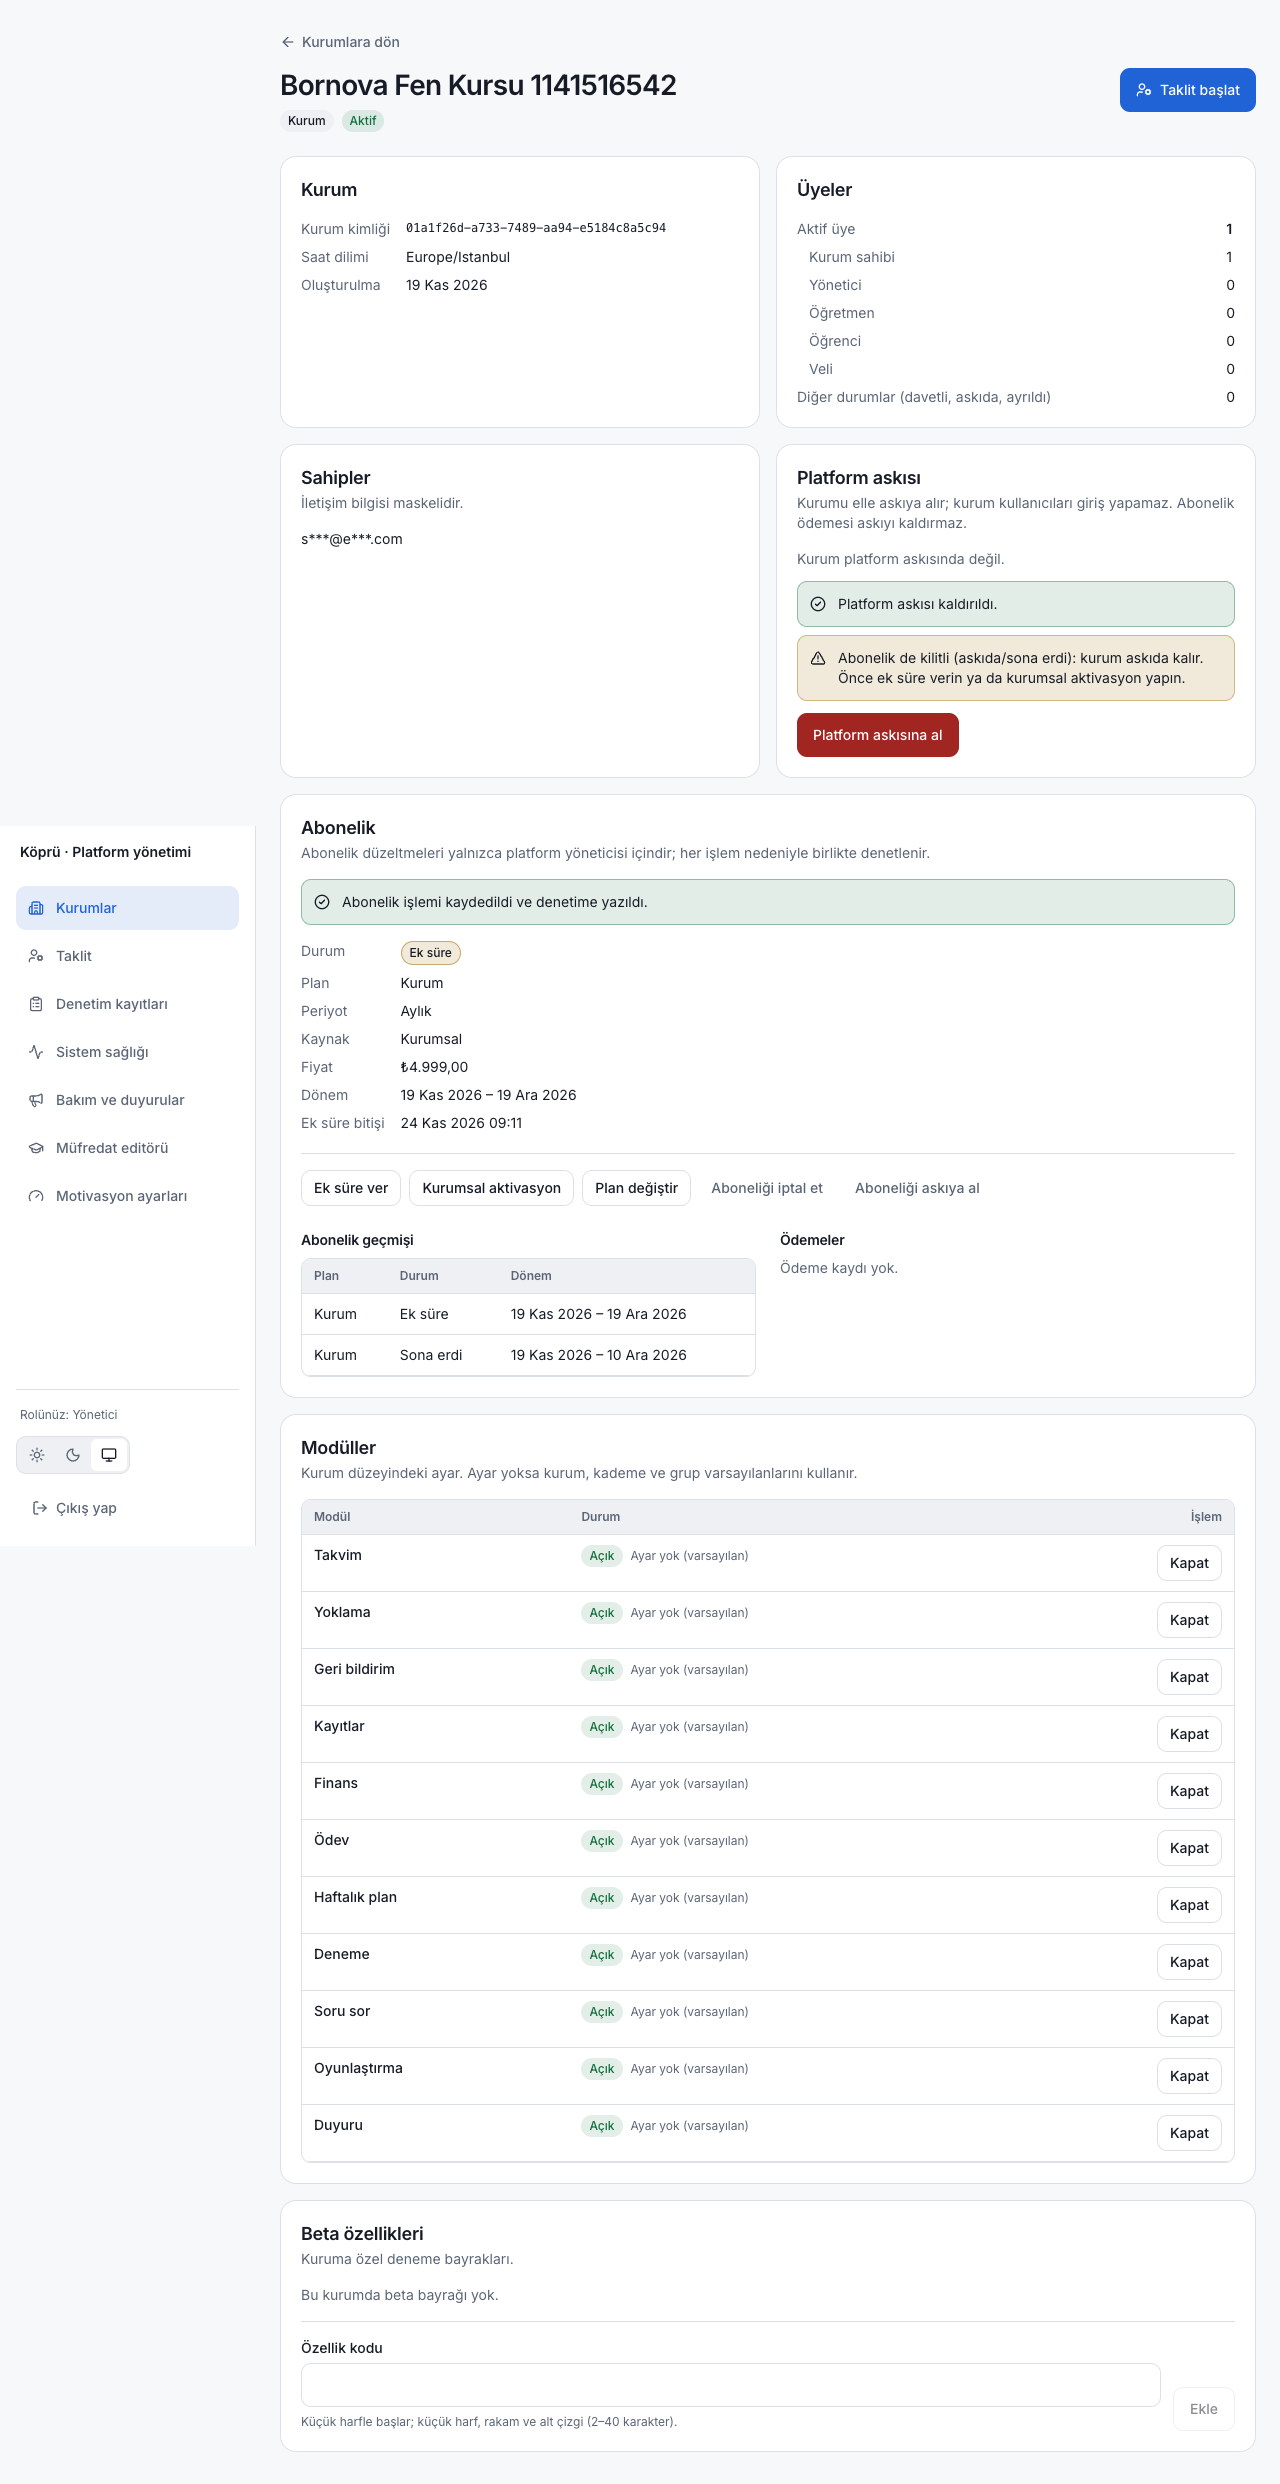 Kurumlara dön
Bornova Fen Kursu 1141516542
Taklit başlat
Kurum
Aktif
Kurum
Kurum kimliği 01a1f26d-a733-7489-aa94-e5184c8a5c94
Saat dilimi Europe/Istanbul
Oluşturulma 19 Kas 2026
Üyeler
Aktif üye 1
Kurum sahibi 1
Yönetici 0
Öğretmen 0
Öğrenci 0
Veli 0
Diğer durumlar (davetli, askıda, ayrıldı) 0
Sahipler
İletişim bilgisi maskelidir.
s***@e***.com
Platform askısı
Kurumu elle askıya alır; kurum kullanıcıları giriş yapamaz. Abonelik
ödemesi askıyı kaldırmaz.
Kurum platform askısında değil.
Platform askısı kaldırıldı.
Abonelik de kilitli (askıda/sona erdi): kurum askıda kalır.
Önce ek süre verin ya da kurumsal aktivasyon yapın.
Platform askısına al
Köprü · Platform yönetimi
Kurumlar
Taklit
Denetim kayıtları
Sistem sağlığı
Bakım ve duyurular
Müfredat editörü
Motivasyon ayarları
Rolünüz: Yönetici
Çıkış yap
Abonelik
Abonelik düzeltmeleri yalnızca platform yöneticisi içindir; her işlem nedeniyle birlikte denetlenir.
Abonelik işlemi kaydedildi ve denetime yazıldı.
Durum Ek süre
Plan Kurum
Periyot Aylık
Kaynak Kurumsal
Fiyat ₺4.999,00
Dönem 19 Kas 2026 – 19 Ara 2026
Ek süre bitişi 24 Kas 2026 09:11
Ek süre ver
Kurumsal aktivasyon
Plan değiştir
Aboneliği iptal et
Aboneliği askıya al
Abonelik geçmişi
Plan Durum Dönem
Kurum Ek süre 19 Kas 2026 – 19 Ara 2026
Kurum Sona erdi 19 Kas 2026 – 10 Ara 2026
Ödemeler
Ödeme kaydı yok.
Modüller
Kurum düzeyindeki ayar. Ayar yoksa kurum, kademe ve grup varsayılanlarını kullanır.
Modül Durum İşlem
Takvim Açık Ayar yok (varsayılan) Kapat
Yoklama Açık Ayar yok (varsayılan) Kapat
Geri bildirim Açık Ayar yok (varsayılan) Kapat
Kayıtlar Açık Ayar yok (varsayılan) Kapat
Finans Açık Ayar yok (varsayılan) Kapat
Ödev Açık Ayar yok (varsayılan) Kapat
Haftalık plan Açık Ayar yok (varsayılan) Kapat
Deneme Açık Ayar yok (varsayılan) Kapat
Soru sor Açık Ayar yok (varsayılan) Kapat
Oyunlaştırma Açık Ayar yok (varsayılan) Kapat
Duyuru Açık Ayar yok (varsayılan) Kapat
Beta özellikleri
Kuruma özel deneme bayrakları.
Bu kurumda beta bayrağı yok.
Özellik kodu
Ekle
Küçük harfle başlar; küçük harf, rakam ve alt çizgi (2–40 karakter).